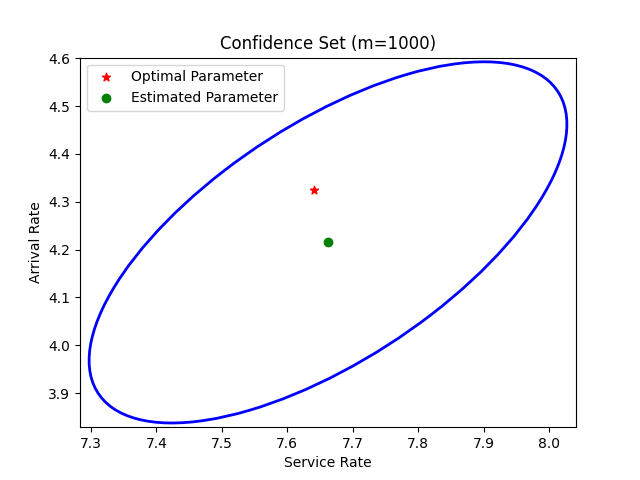 Confidence Set (m=1000)
Optimal Parameter
Estimated Parameter
Arrival Rate
4.6
4.5
4.4
4.3
4.2
4.1
4.0
3.9
7.3 7.4 7.5 7.6 7.7 7.8 7.9 8.0
Service Rate